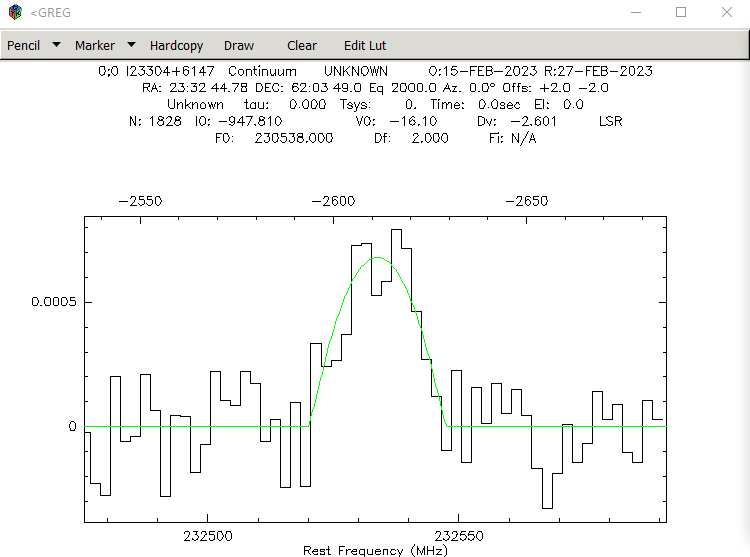 <GREG
Pencil Marker Hardcopy Draw Clear Edit Lut
0;0 I23304+6147 Continuum UNKNOWN O:15-FEB-2023 R:27-FEB-2023
RA: 23:32 44.78 DEC: 62:03 49.0 Eq 2000.0 Az. 0.0° Offs: +2.0 -2.0
Unknown tau: 0.000 Tsys: 0. Time: 0.0sec El: 0.0
N: 1828 I0: -947.810 V0: -16.10 Dv: -2.601 LSR
F0: 230538.000 Df: 2.000 Fi: N/A
-2550 -2600 -2650
0.0005
0
232500 232550
Rest Frequency (MHz)